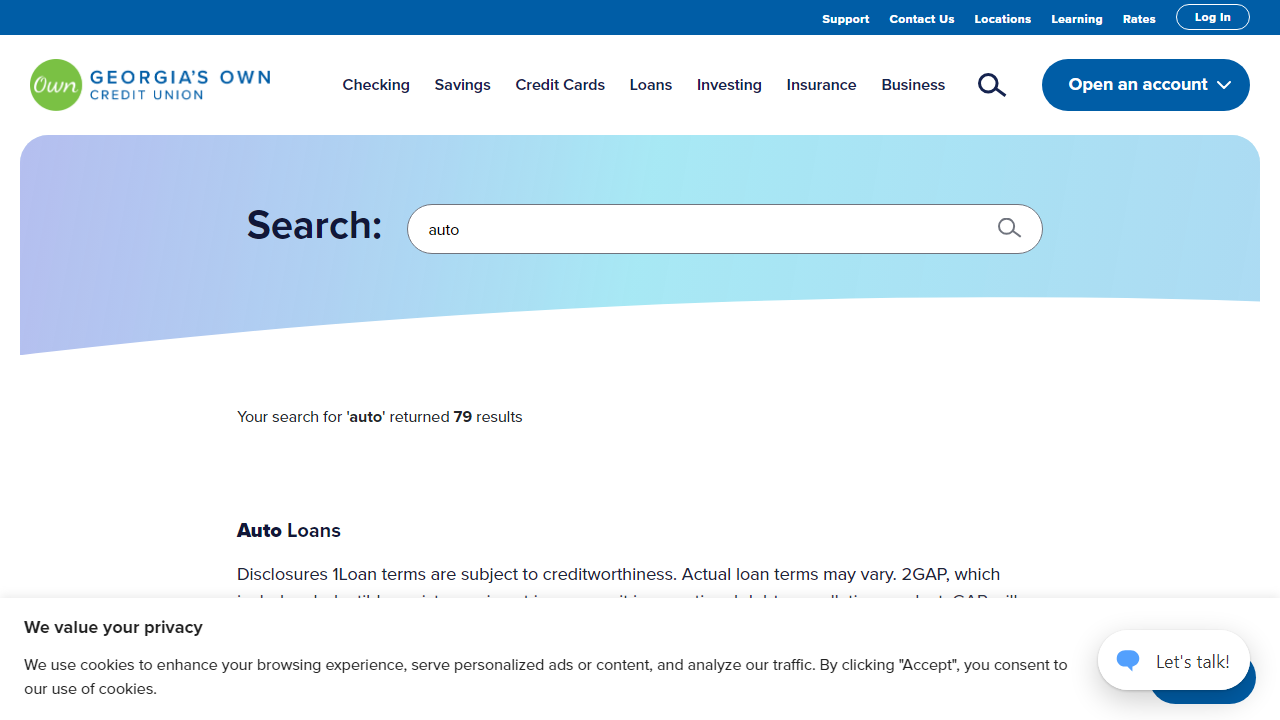 Support Contact Us Locations Learning Rates Log In
Own GEORGIA'S OWN
CREDIT UNION
Checking Savings Credit Cards Loans Investing Insurance Business Open an account
Search: auto
Your search for 'auto' returned 79 results
Auto Loans
Disclosures 1Loan terms are subject to creditworthiness. Actual loan terms may vary. 2GAP, which
We value your privacy
We use cookies to enhance your browsing experience, serve personalized ads or content, and analyze our traffic. By clicking "Accept", you consent to
our use of cookies.
Let's talk!